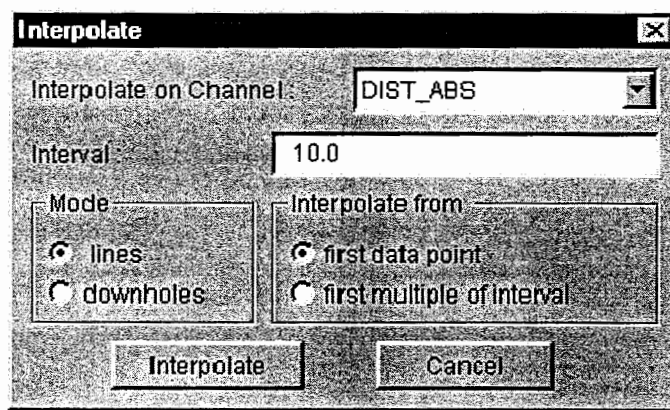 Interpolate
Interpolate on Channel :
DIST_ABS
Interval :
10.0
Mode
lines
downholes
Interpolate from
first data point
first multiple of interval
Interpolate
Cancel